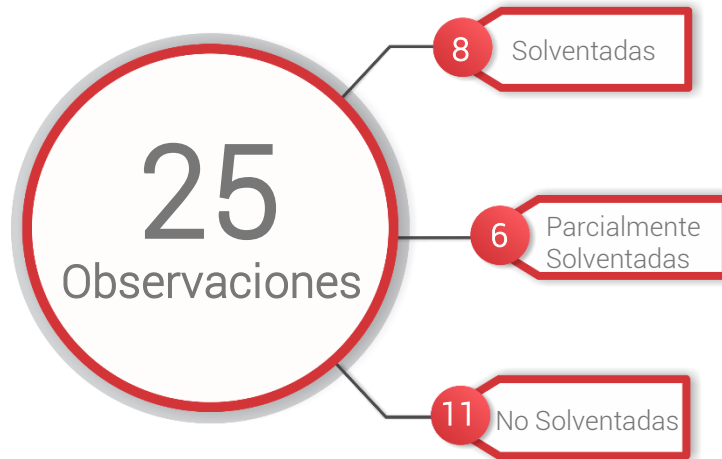 25
Observaciones
8
Solventadas
6
Parcialmente
Solventadas
11
No Solventadas